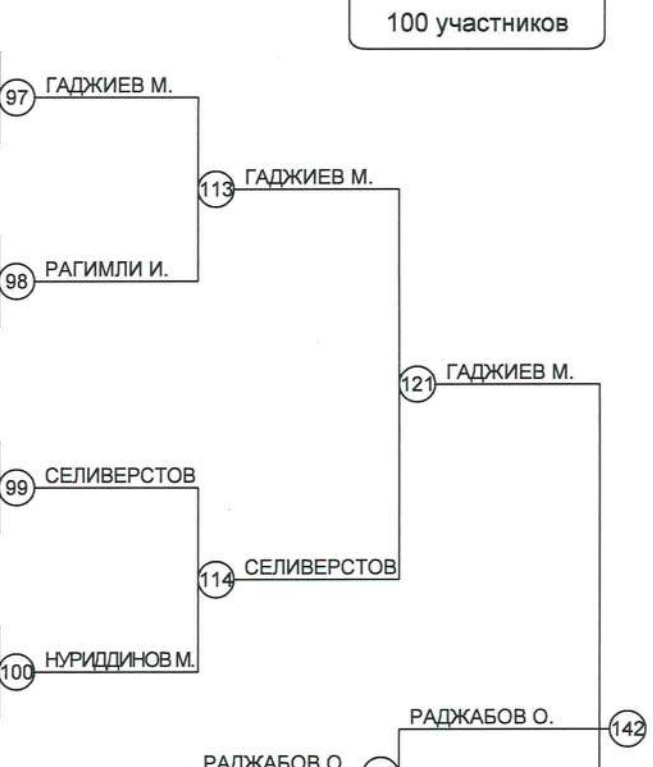 100 участников
97 ГАДЖИЕВ М.
113 ГАДЖИЕВ М.
98 РАГИМЛИ И.
121 ГАДЖИЕВ М.
99 СЕЛИВЕРСТОВ
114 СЕЛИВЕРСТОВ
100 НУРИДДИНОВ М.
РАДЖАБОВ О. 142
РАДЖАБОВ О